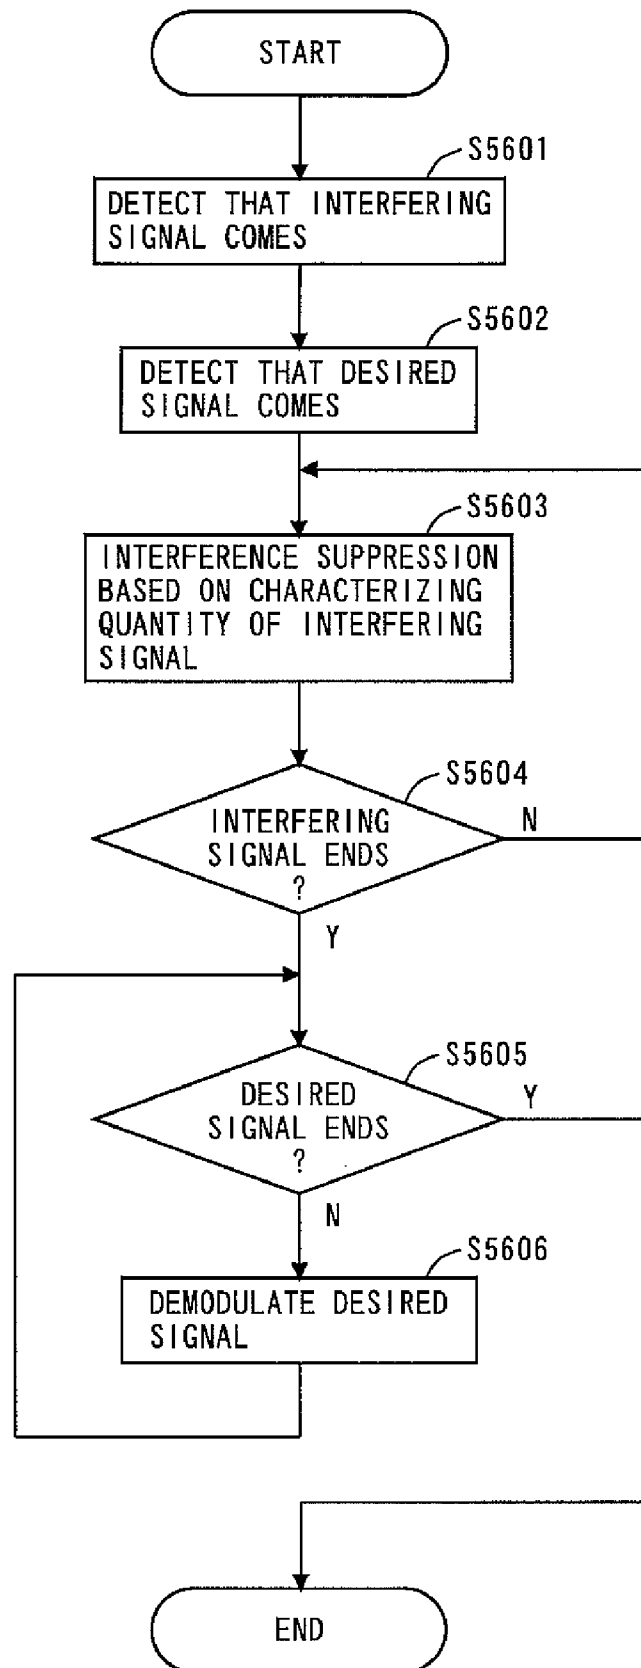 START
S5601
DETECT THAT INTERFERING
SIGNAL COMES
S5602
DETECT THAT DESIRED
SIGNAL COMES
S5603
INTERFERENCE SUPPRESSION
BASED ON CHARACTERIZING
QUANTITY OF INTERFERING
SIGNAL
S5604
INTERFERING
SIGNAL ENDS
?
N
Y
S5605
DESIRED
SIGNAL ENDS
?
Y
N
S5606
DEMODULATE DESIRED
SIGNAL
END